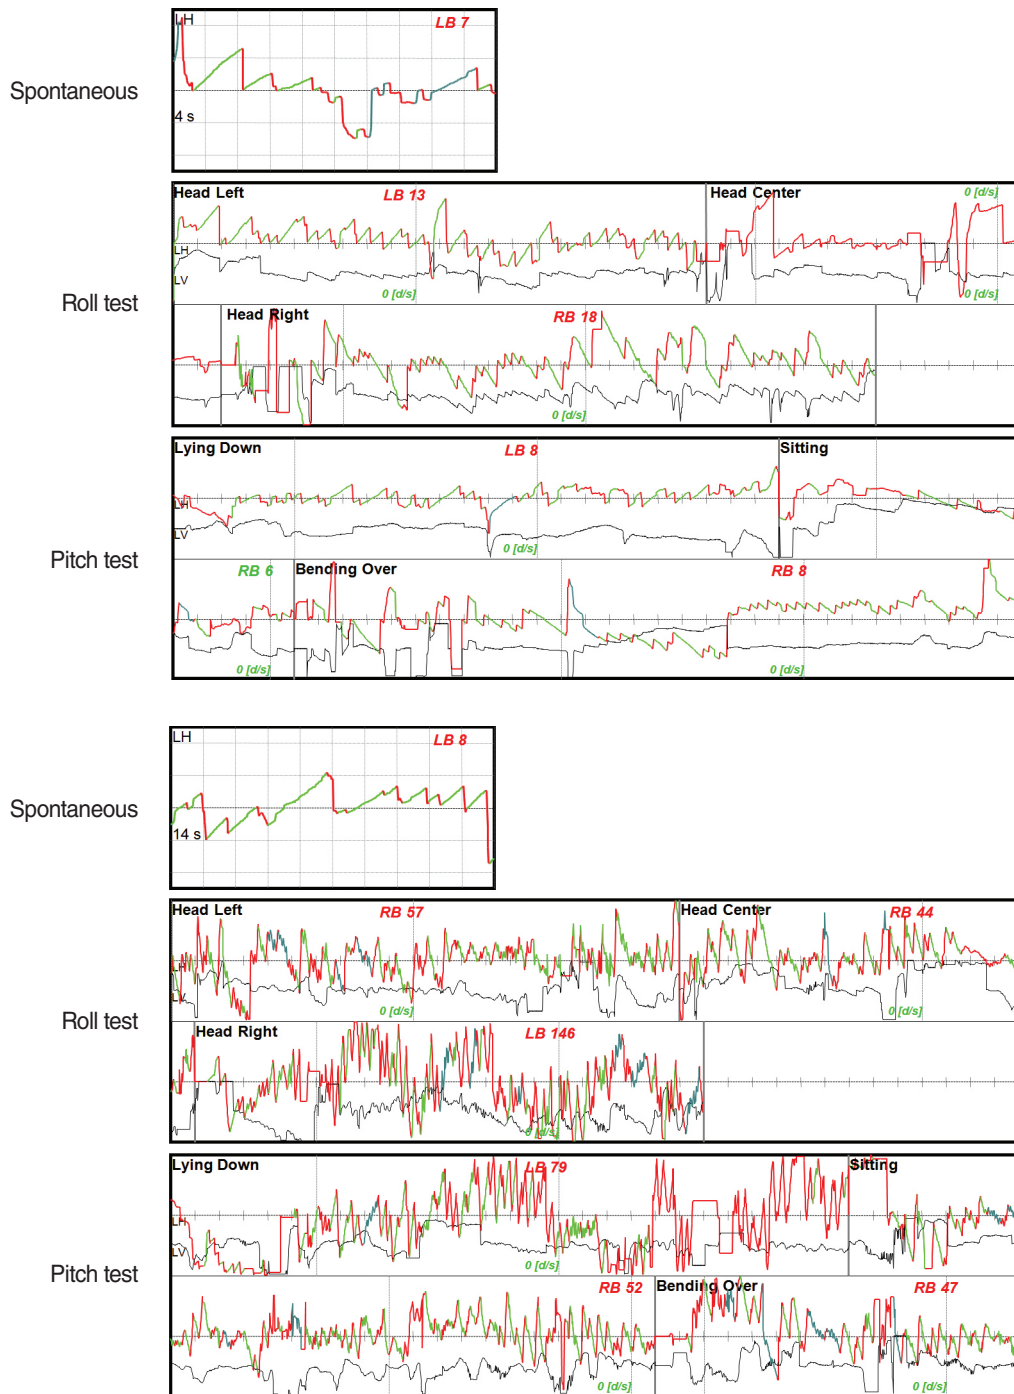 LH
LB 7
Spontaneous
4 s
Head Left
LB 13
Head Center
0 [d/s]
LH
LV
0 [d/s]
0 [d/s]
Roll test
Head Right
RB 18
0 [d/s]
Lying Down
LB 8
Sitting
LH
LV
0 [d/s]
Pitch test
RB 6
Bending Over
RB 8
0 [d/s]
0 [d/s]
LH
LB 8
Spontaneous
14 s
Head Left
RB 57
Head Center
RB 44
LH
LV
0 [d/s]
0 [d/s]
Roll test
Head Right
LB 146
0 [d/s]
Lying Down
LB 79
Sitting
LH
LV
0 [d/s]
Pitch test
RB 52
Bending Over
RB 47
0 [d/s]
0 [d/s]